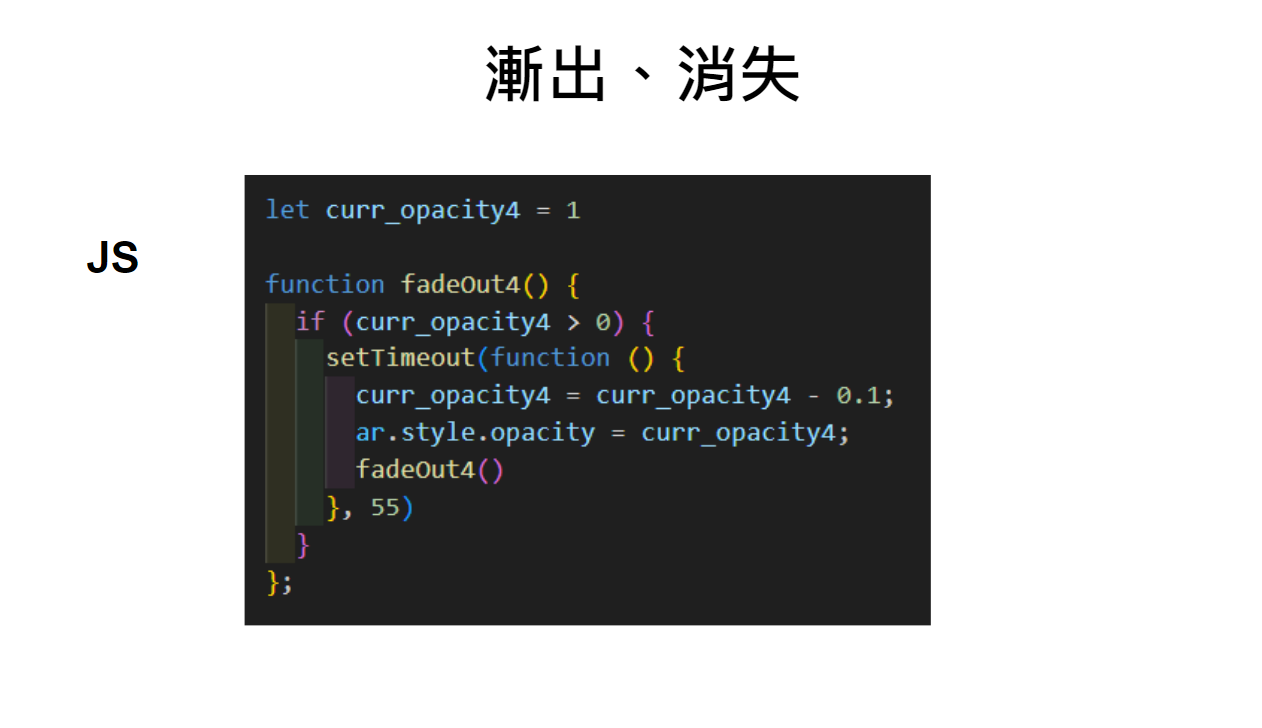 漸出、消失
JS
let curr_opacity4 = 1
function fadeOut4() {
if (curr_opacity4 > 0) {
setTimeout(function () {
curr_opacity4 = curr_opacity4 - 0.1;
ar.style.opacity = curr_opacity4;
fadeOut4()
}, 55)
}
};